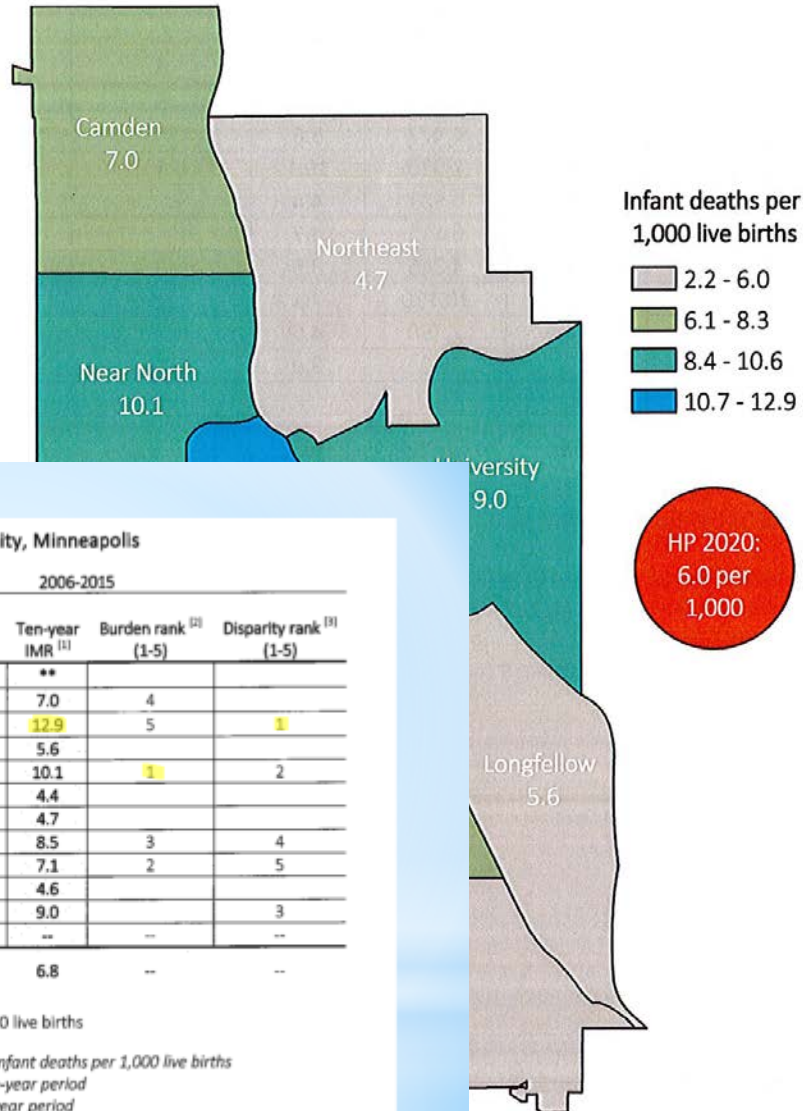 Camden
7.0
Northeast
4.7
Near North
10.1
University
9.0
Longfellow
5.6
Infant deaths per
1,000 live births
2.2 - 6.0
6.1 - 8.3
8.4 - 10.6
10.7 - 12.9
HP 2020:
6.0 per
1,000
ity, Minneapolis
2006-2015
Ten-year IMR [1] Burden rank [2] (1-5) Disparity rank [3] (1-5)
**
7.0 4
12.9 5 1
5.6
10.1 1 2
4.4
4.7
8.5 3 4
7.1 2 5
4.6
9.0 3
-- -- --
6.8 -- --
0 live births
nfant deaths per 1,000 live births
-year period
year period